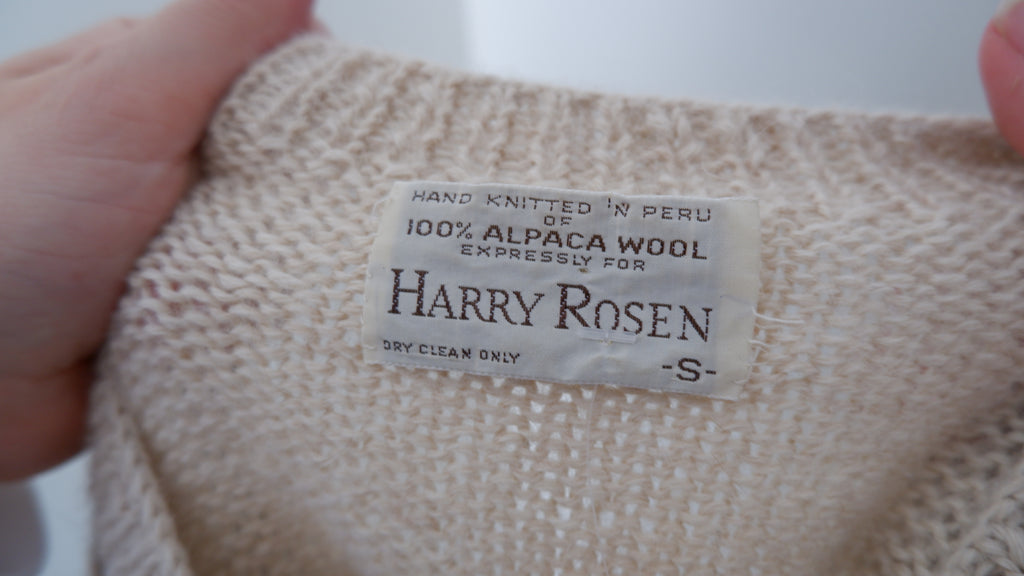 HAND KNITTED IN PERU
OF
100% ALPACA WOOL
EXPRESSLY FOR
HARRY ROSEN
DRY CLEAN ONLY
-S-